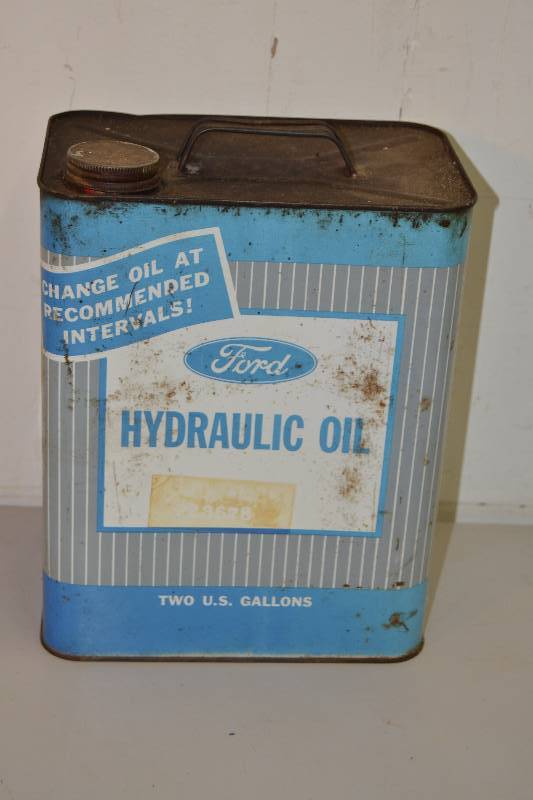 CHANGE OIL AT
RECOMMENDED
INTERVALS!
Ford
HYDRAULIC OIL
TWO U.S. GALLONS